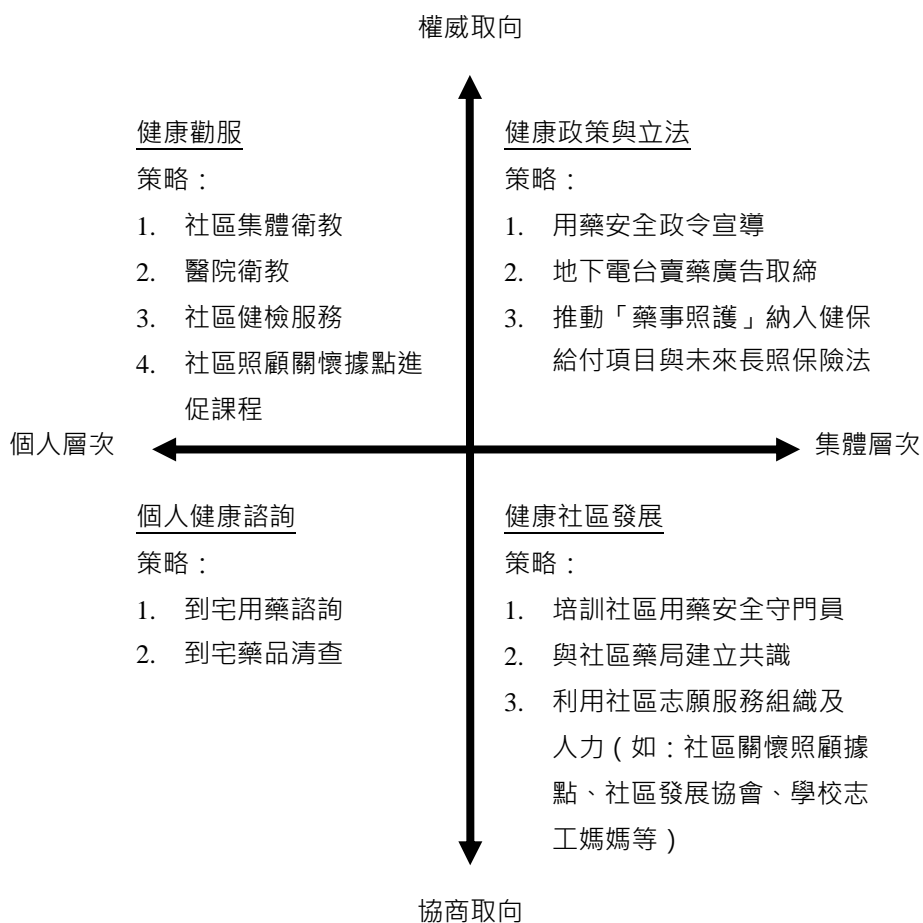 權威取向
健康勸服
策略：
1. 社區集體衛教
2. 醫院衛教
3. 社區健檢服務
4. 社區照顧關懷據點進
促課程
健康政策與立法
策略：
1. 用藥安全政令宣導
2. 地下電台賣藥廣告取締
3. 推動「藥事照護」納入健保
給付項目與未來長照保險法
個人層次
集體層次
個人健康諮詢
策略：
1. 到宅用藥諮詢
2. 到宅藥品清查
健康社區發展
策略：
1. 培訓社區用藥安全守門員
2. 與社區藥局建立共識
3. 利用社區志願服務組織及
人力（如：社區關懷照顧據
點、社區發展協會、學校志
工媽媽等）
協商取向